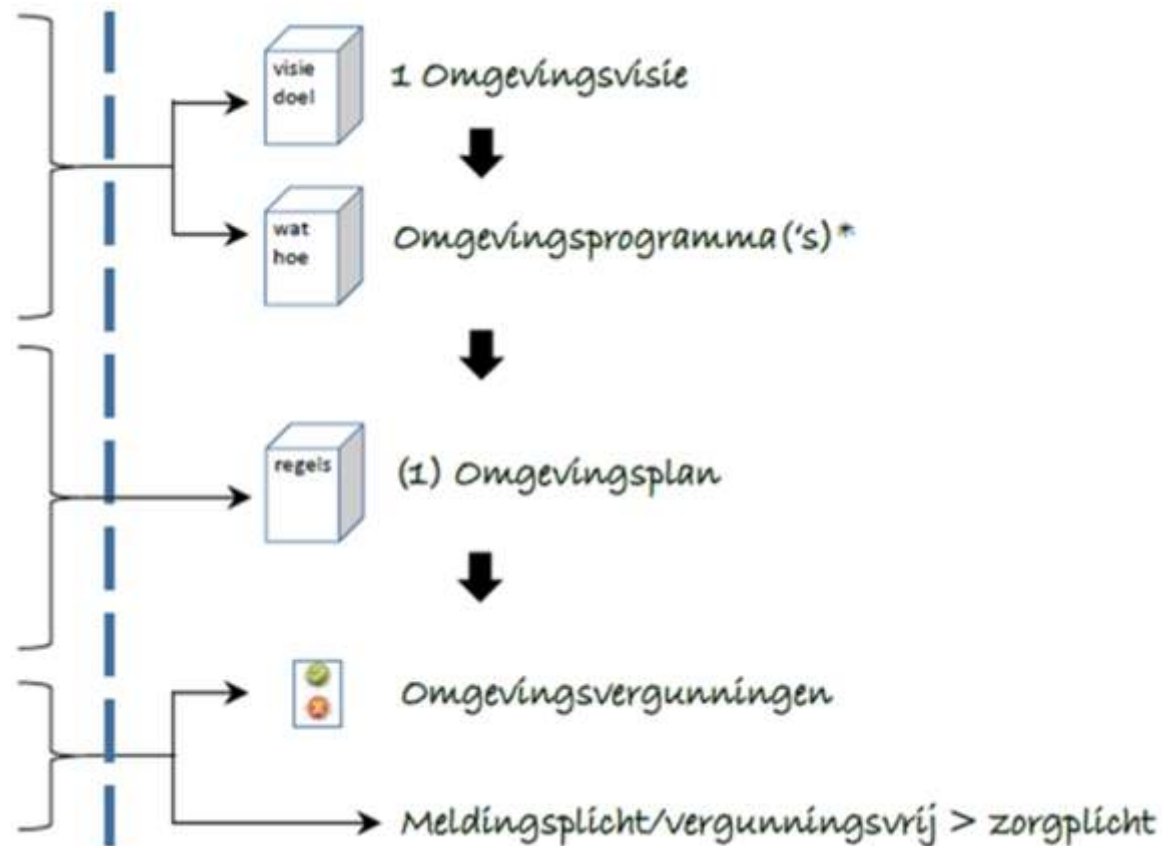 visie
doel
1 Omgevingsvisie
wat
hoe
Omgevingsprogramma('s)*
regels
(1) Omgevingsplan
Omgevingsvergunningen
Meldingsplicht/vergunningsvrij > zorgplicht